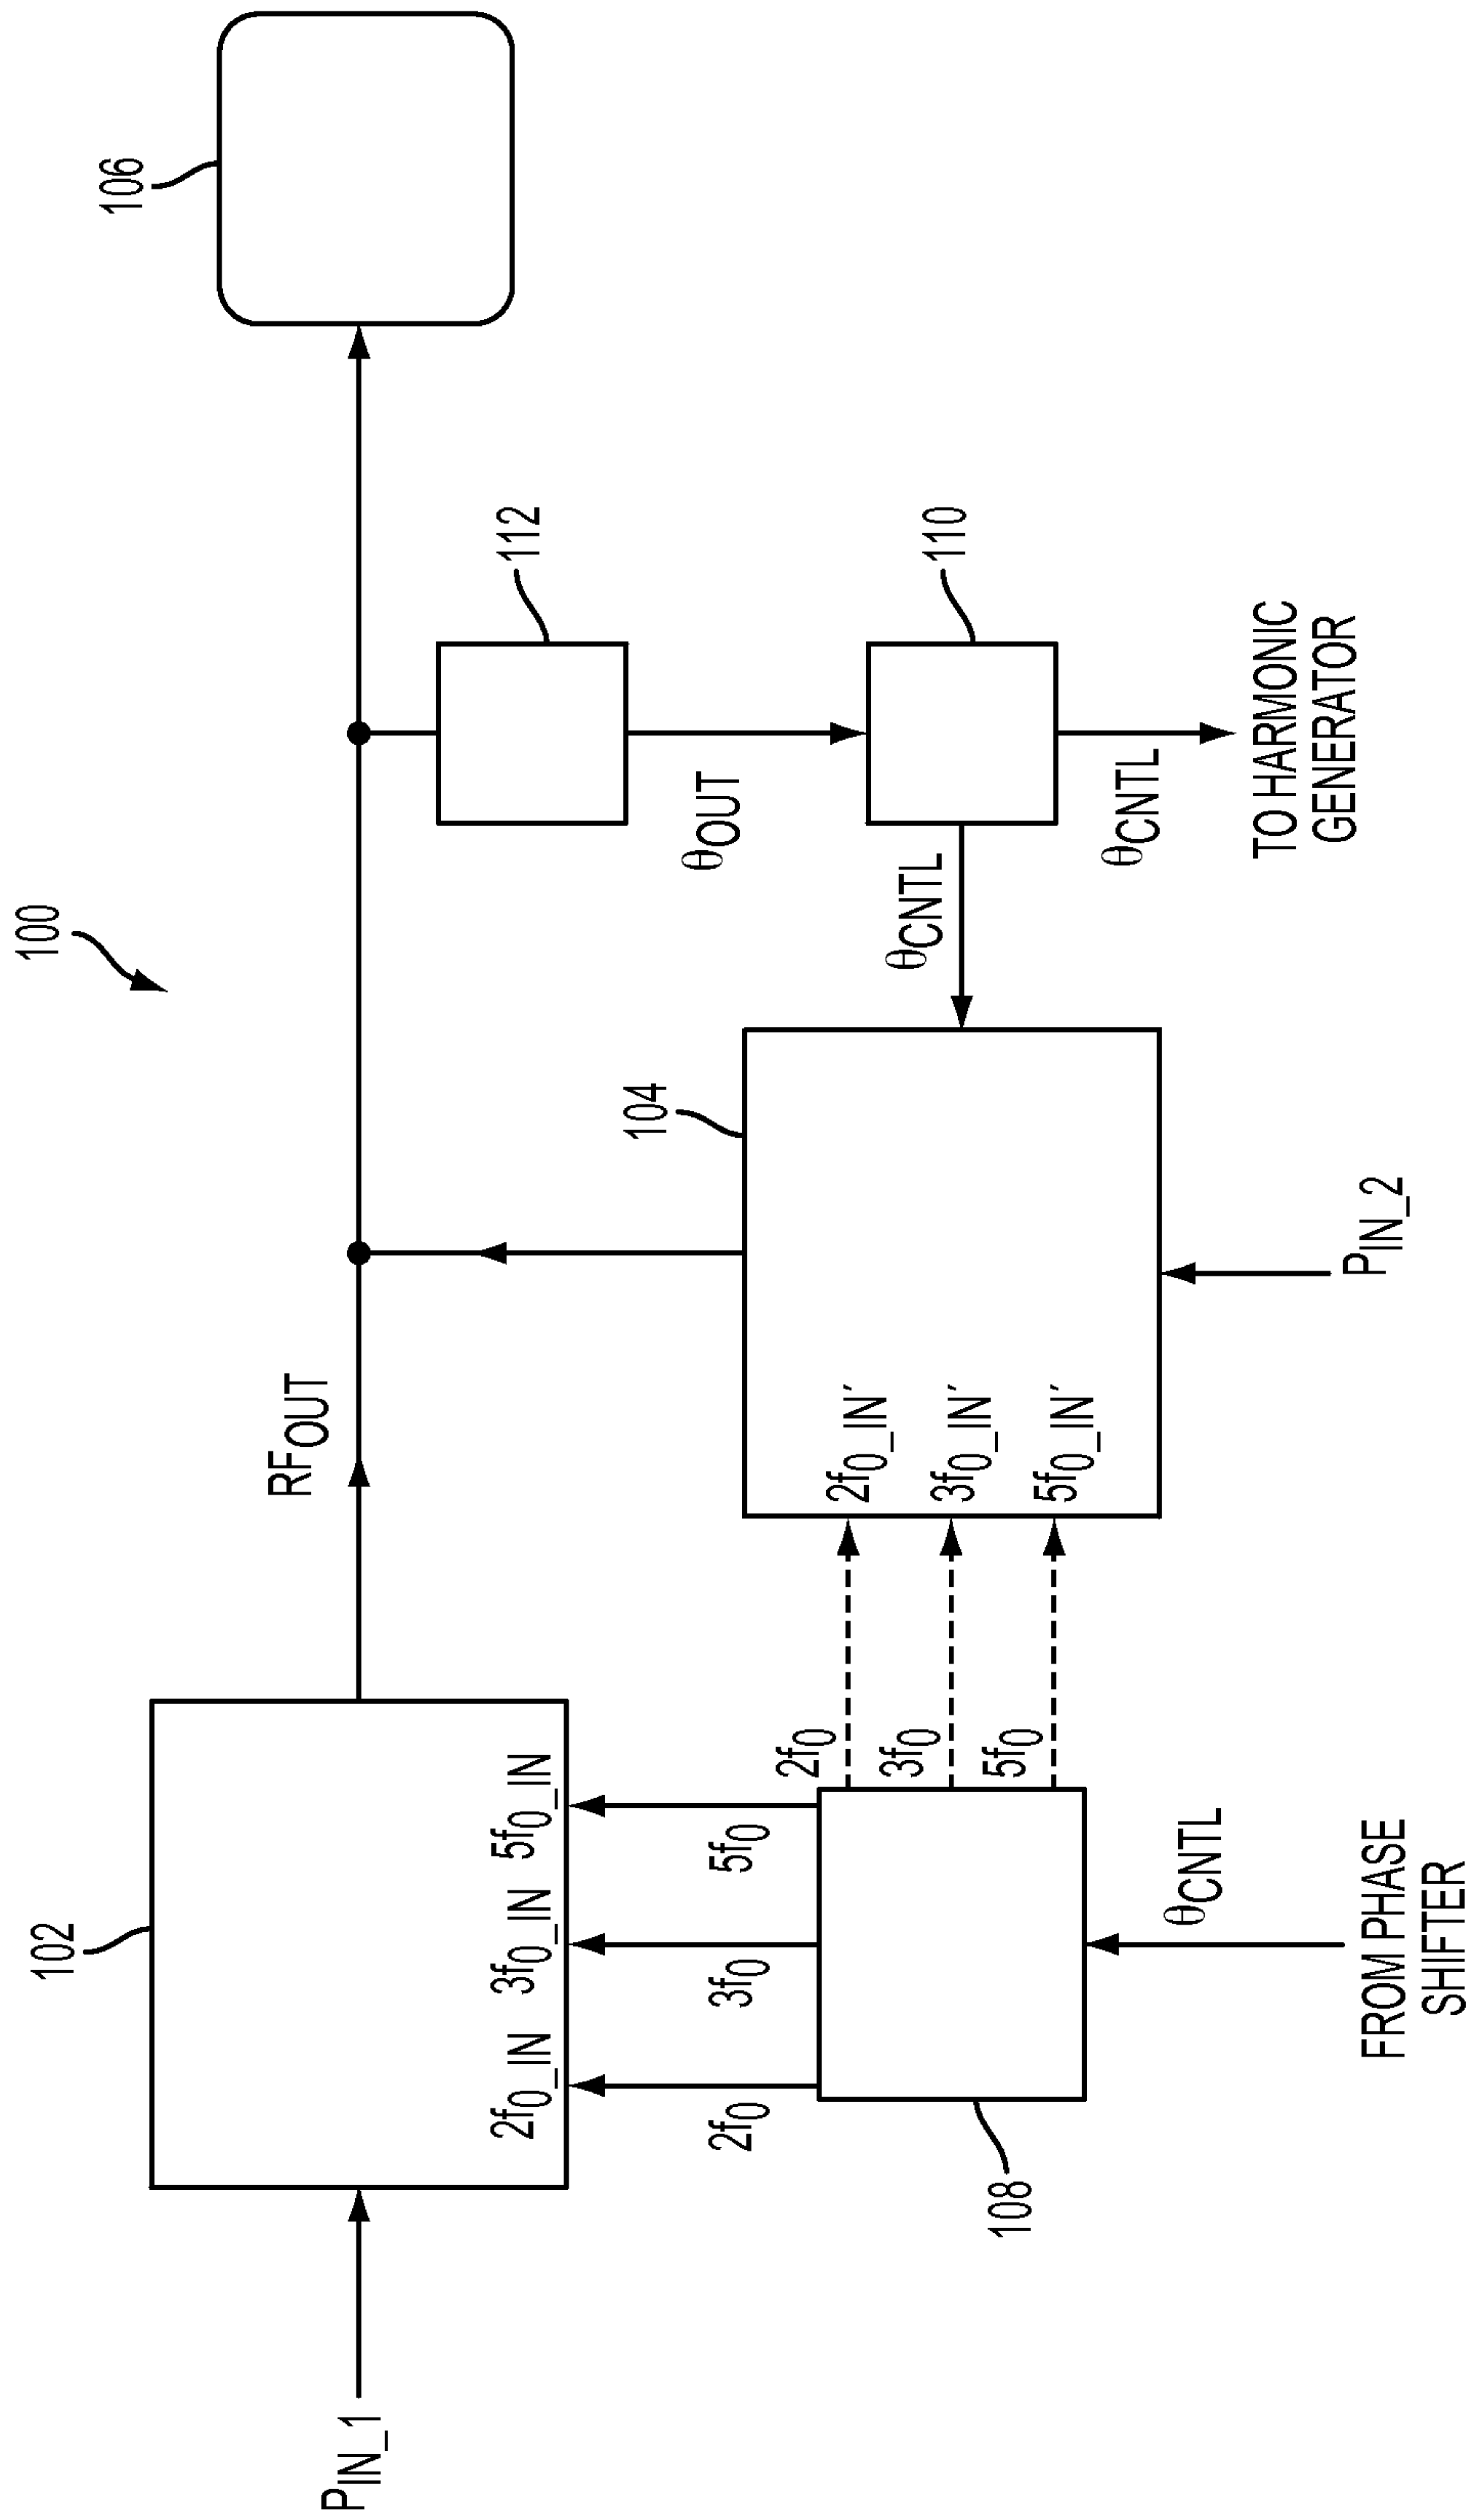 100
106
102
RFOUT
PIN_1
2f0_IN
3f0_IN
5f0_IN
104
112
θOUT
2f0
3f0
5f0
2f0
3f0
5f0
2f0_IN′
3f0_IN′
5f0_IN′
θCNTL
110
108
θCNTL
FROM PHASE
SHIFTER
PIN_2
θCNTL
TO HARMONIC
GENERATOR